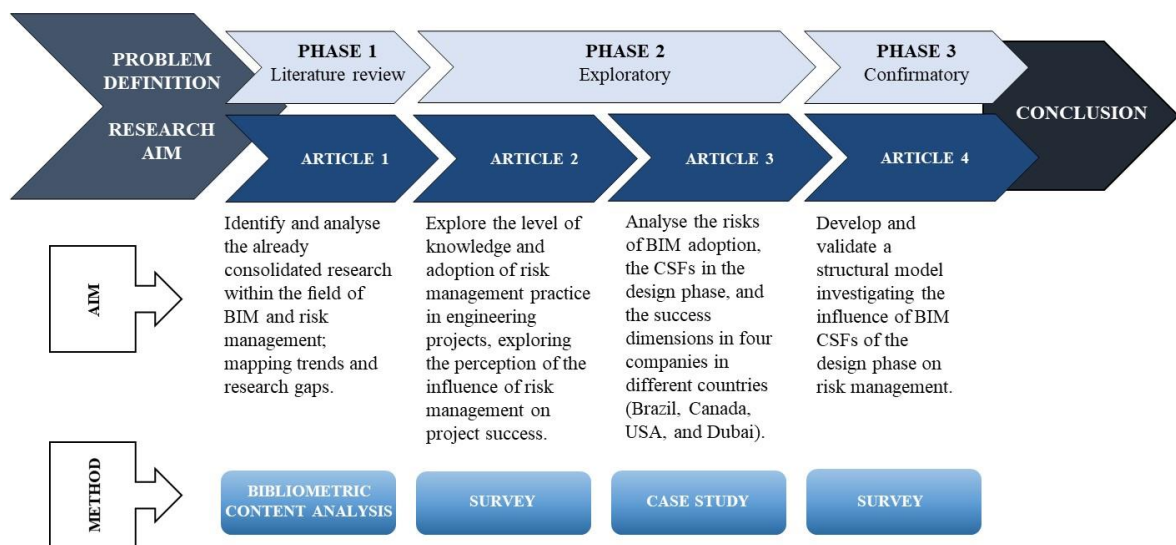 PROBLEM
DEFINITION
RESEARCH
AIM
PHASE 1
Literature review
PHASE 2
Exploratory
PHASE 3
Confirmatory
CONCLUSION
ARTICLE 1
ARTICLE 2
ARTICLE 3
ARTICLE 4
AIM
Identify and analyse
the already
consolidated research
within the field of
BIM and risk
management;
mapping trends and
research gaps.
Explore the level of
knowledge and
adoption of risk
management practice
in engineering
projects, exploring
the perception of the
influence of risk
management on
project success.
Analyse the risks
of BIM adoption,
the CSFs in the
design phase, and
the success
dimensions in four
companies in
different countries
(Brazil, Canada,
USA, and Dubai).
Develop and
validate a
structural model
investigating the
influence of BIM
CSFs of the
design phase on
risk management.
METHOD
BIBLIOMETRIC
CONTENT ANALYSIS
SURVEY
CASE STUDY
SURVEY